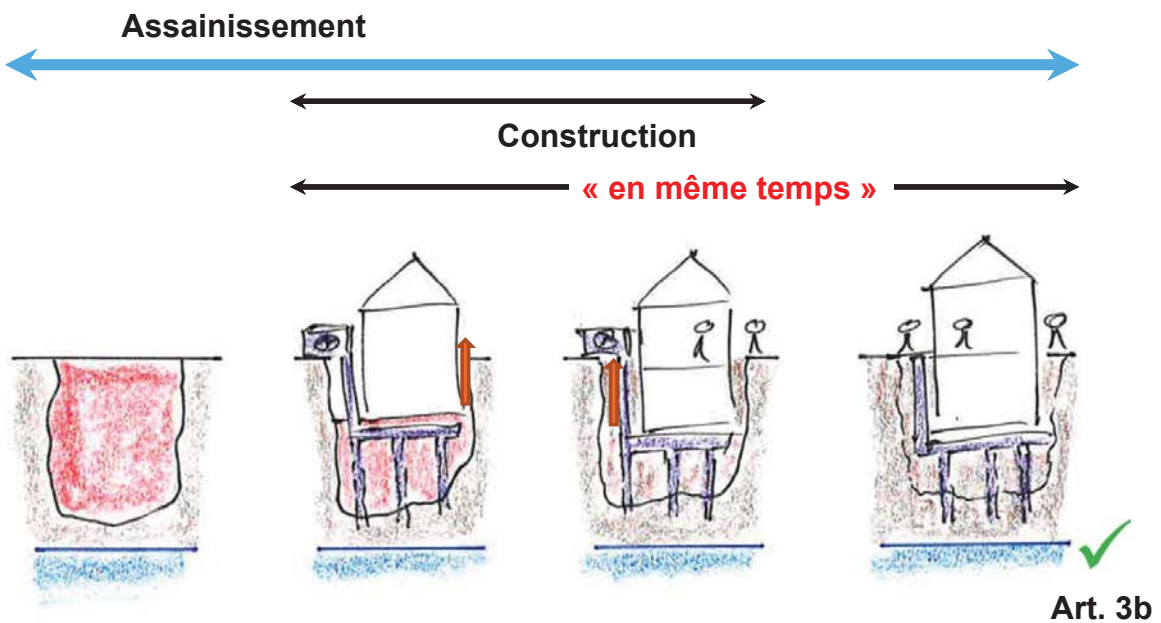 Assainissement
Construction
« en même temps »
Art. 3b